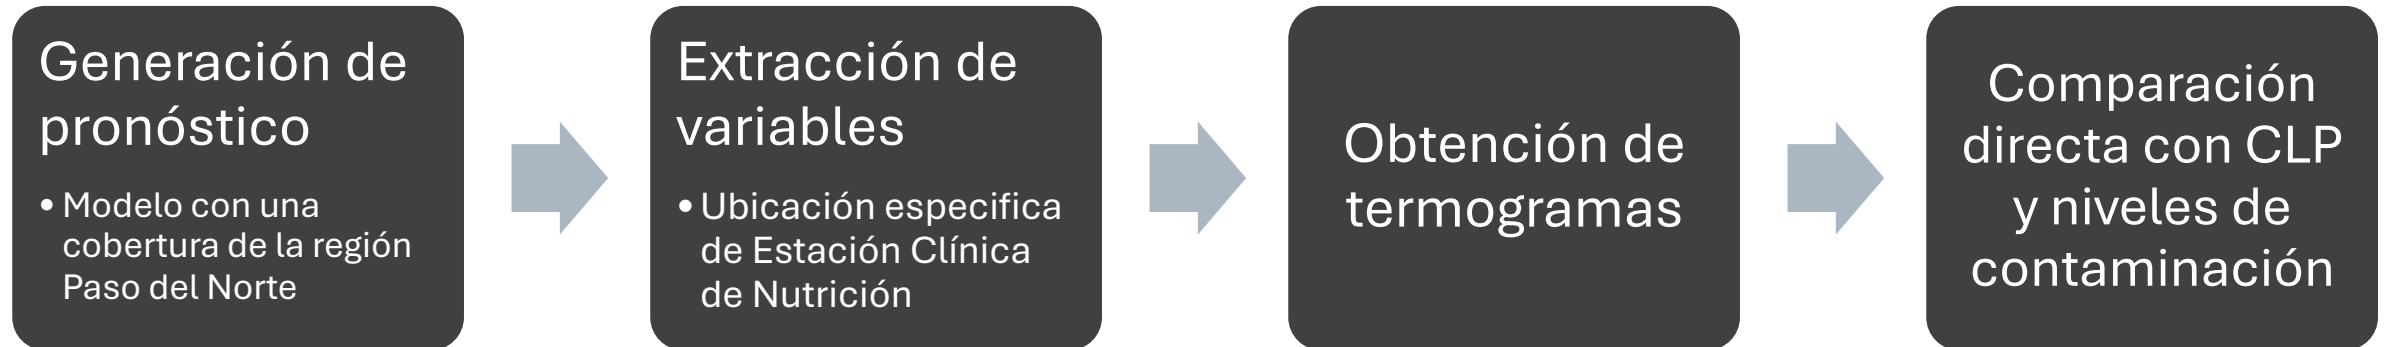 Generación de
pronóstico
• Modelo con una
cobertura de la región
Paso del Norte
Extracción de
variables
• Ubicación especifica
de Estación Clínica
de Nutrición
Obtención de
termogramas
Comparación
directa con CLP
y niveles de
contaminación